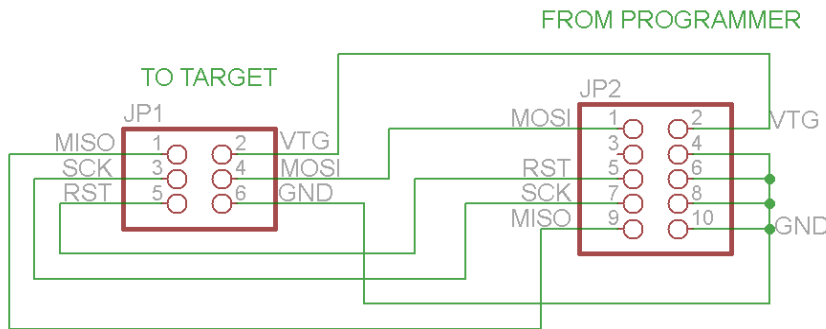 FROM PROGRAMMER
TO TARGET
JP1
MISO 1 2 VTG
SCK 3 4 MOSI
RST 5 6 GND
JP2
MOSI 1 2 VTG
3 4
RST 5 6
SCK 7 8
MISO 9 10 GND